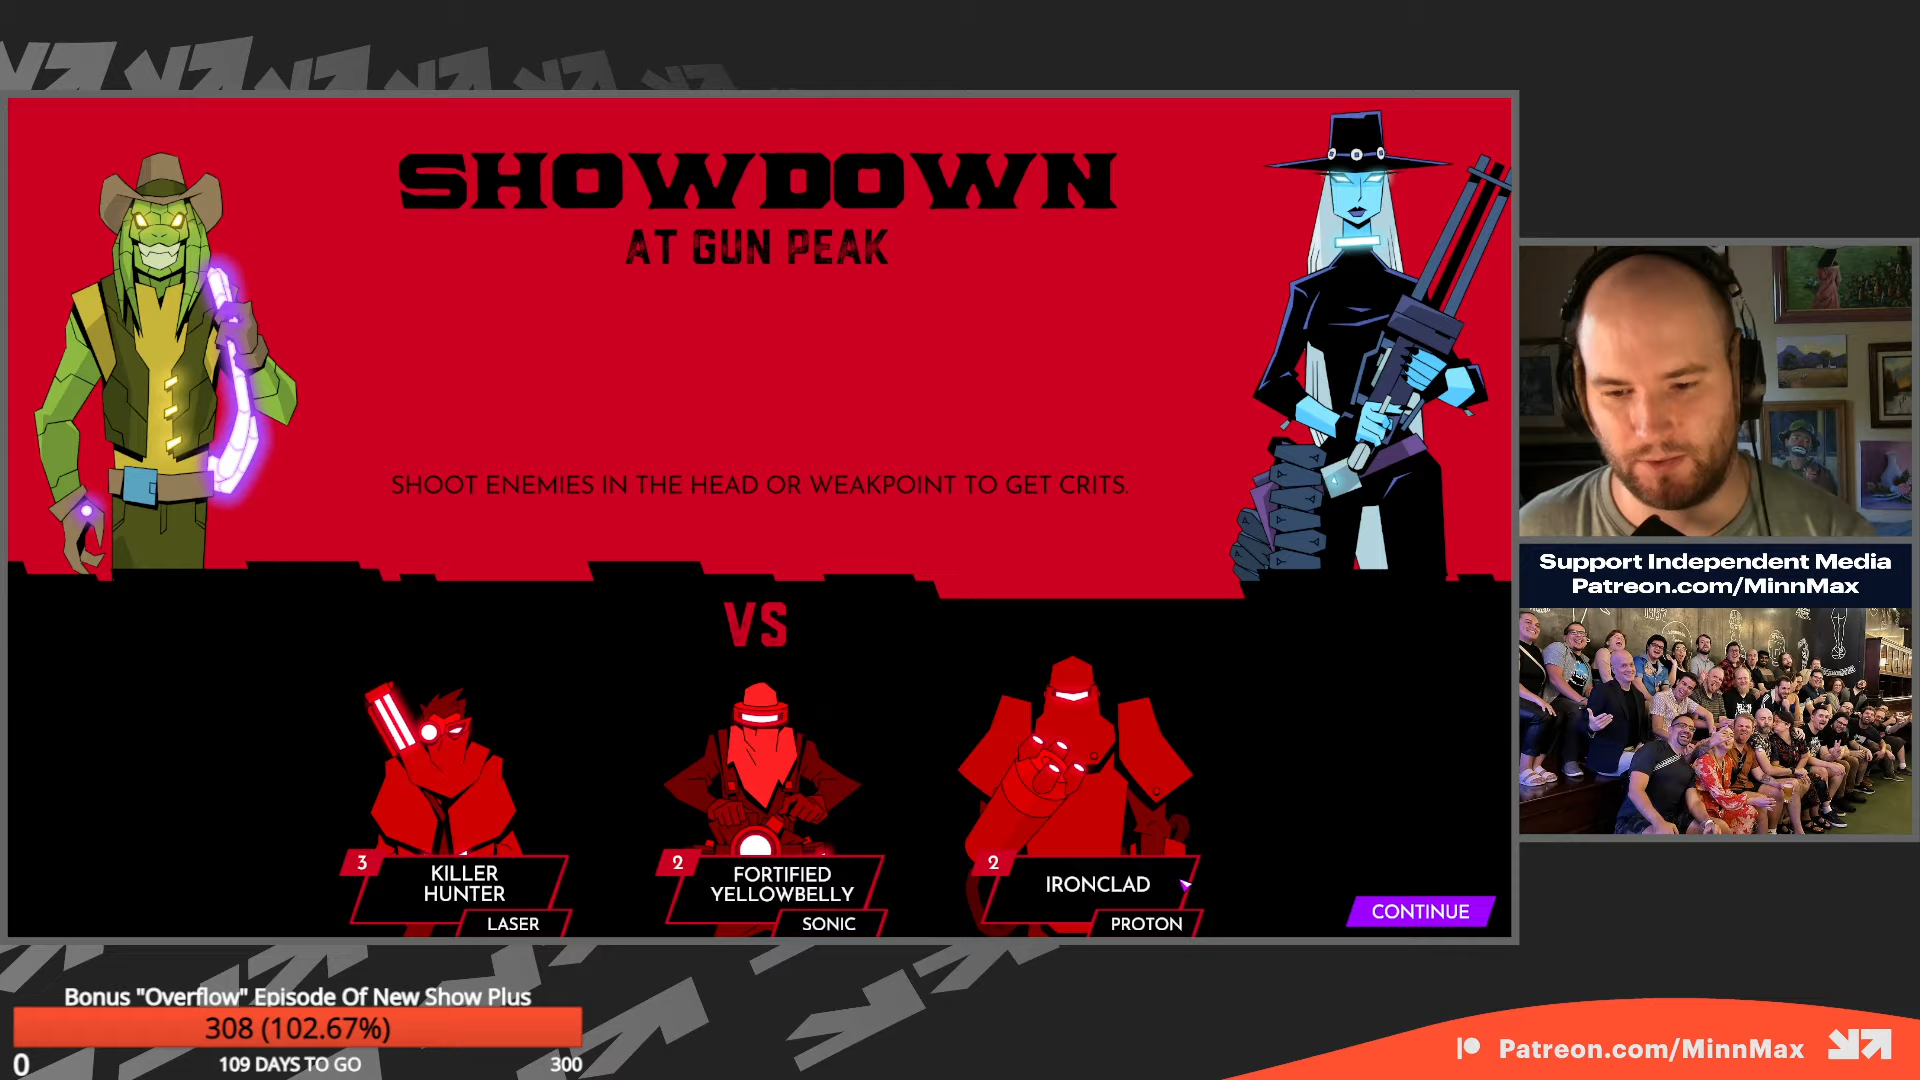 SHOWDOWN
AT GUN PEAK
SHOOT ENEMIES IN THE HEAD OR WEAKPOINT TO GET CRITS.
VS
3
KILLER
HUNTER
LASER
2
FORTIFIED
YELLOWBELLY
SONIC
2
IRONCLAD
PROTON
CONTINUE
Support Independent Media
Patreon.com/MinnMax
Bonus "Overflow" Episode Of New Show Plus
308 (102.67%)
0
109 DAYS TO GO
300
Patreon.com/MinnMax